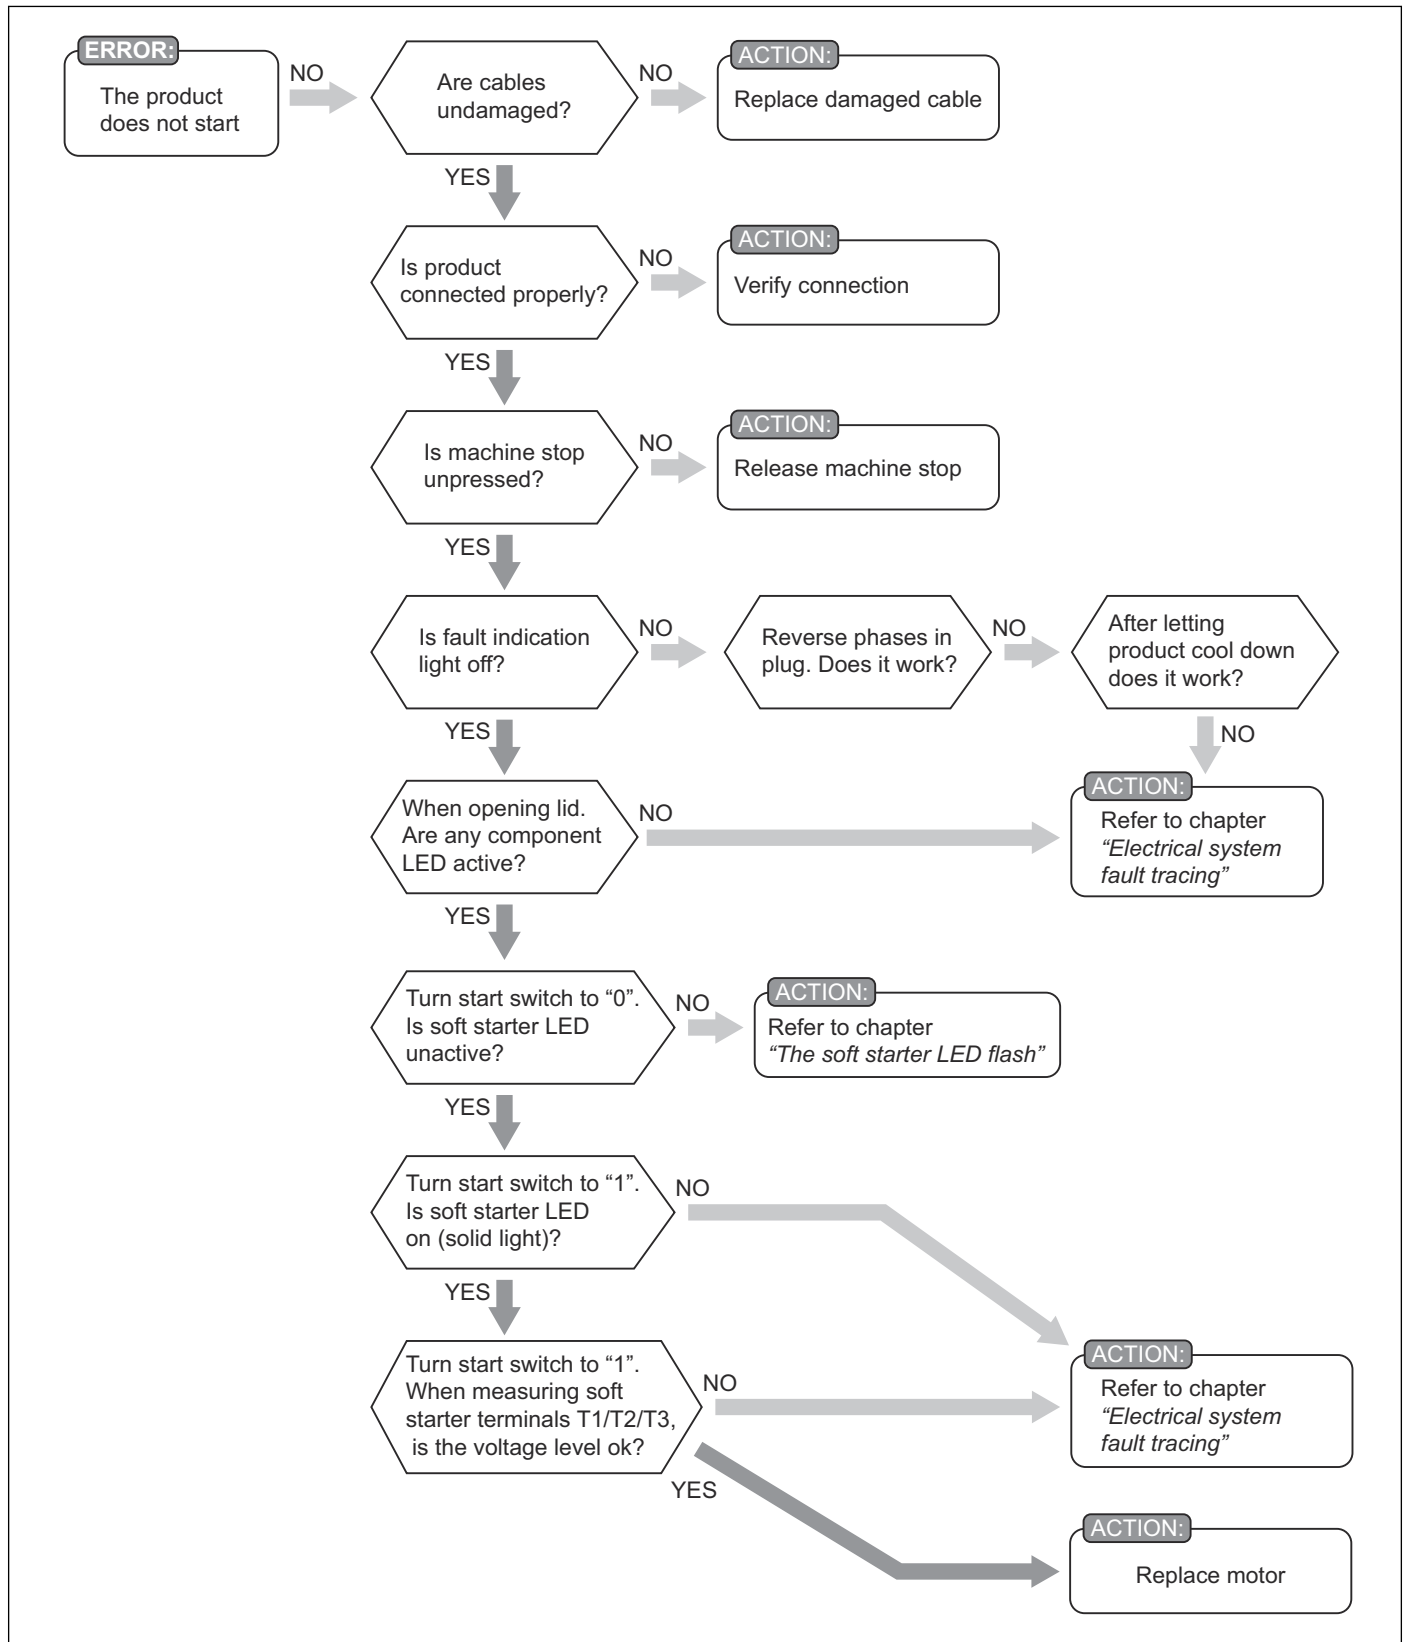 ERROR:
The product
does not start
NO
Are cables
undamaged?
NO
ACTION:
Replace damaged cable
YES
Is product
connected properly?
NO
ACTION:
Verify connection
YES
Is machine stop
unpressed?
NO
ACTION:
Release machine stop
YES
Is fault indication
light off?
NO
Reverse phases in
plug. Does it work?
NO
After letting
product cool down
does it work?
NO
YES
When opening lid.
Are any component
LED active?
NO
ACTION:
Refer to chapter
“Electrical system
fault tracing”
YES
Turn start switch to “0”.
Is soft starter LED
unactive?
NO
ACTION:
Refer to chapter
“The soft starter LED flash”
YES
Turn start switch to “1”.
Is soft starter LED
on (solid light)?
NO
YES
Turn start switch to “1”.
When measuring soft
starter terminals T1/T2/T3,
is the voltage level ok?
NO
ACTION:
Refer to chapter
“Electrical system
fault tracing”
YES
ACTION:
Replace motor